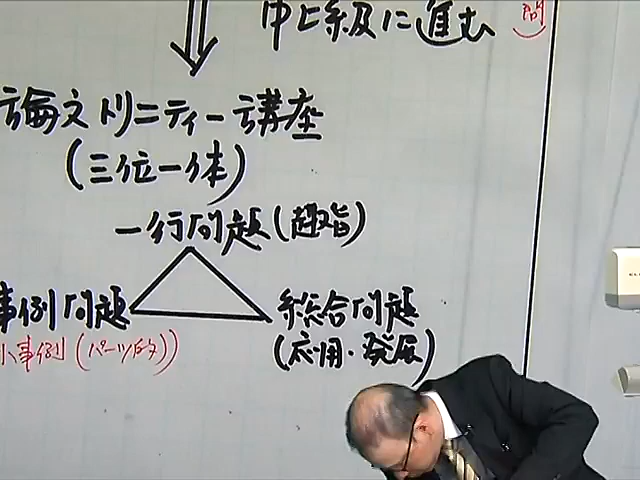 中上級に進む
論文トリニティー講座
(三位一体)
一行問題(趣旨)
事例問題
総合問題
小事例(パーツ的)
(応用・発展)